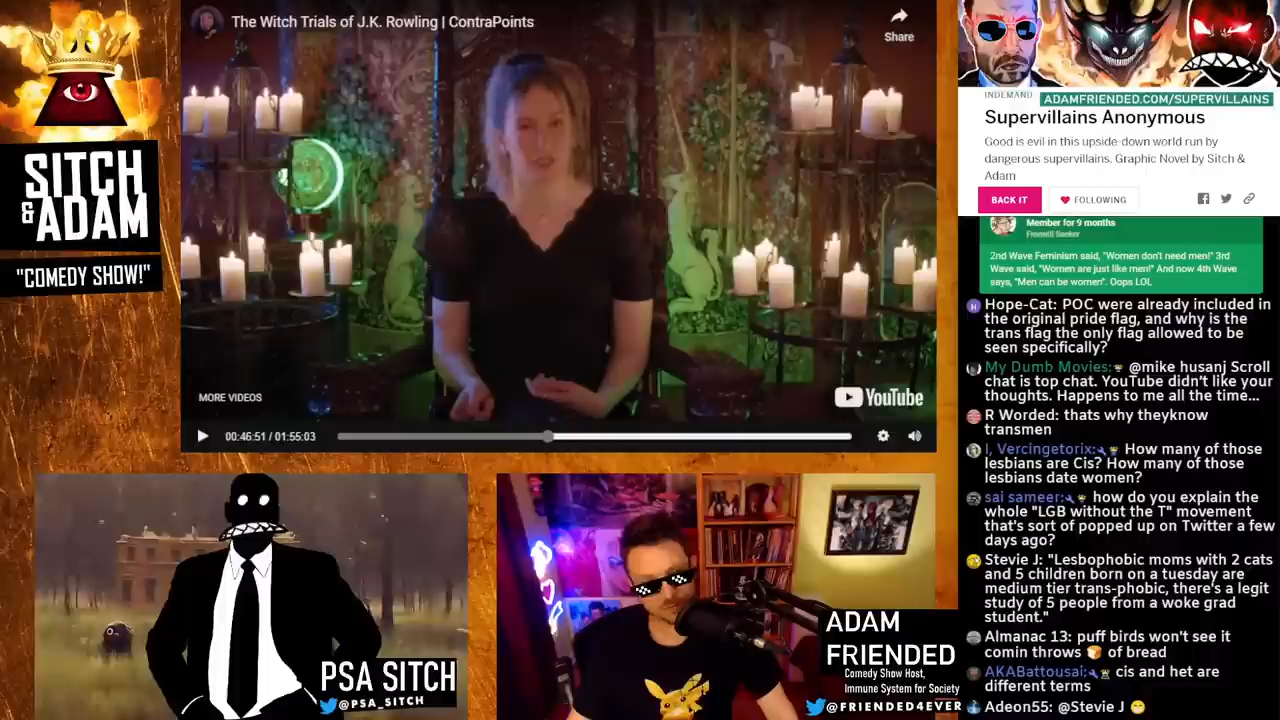 The Witch Trials of J.K. Rowling | ContraPoints
Share
MORE VIDEOS
YouTube
00:46:51 / 01:55:03
SITCH
& ADAM
"COMEDY SHOW!"
PSA SITCH
@PSA_SITCH
ADAM
FRIENDED
Comedy Show Host,
Immune System for Society
@FRIENDED4EVER
INDEMAND
ADAMFRIENDED.COM/SUPERVILLAINS
Supervillains Anonymous
Good is evil in this upside-down world run by
dangerous supervillains. Graphic Novel by Sitch &
Adam
BACK IT
FOLLOWING
Member for 9 months
Freewill Seeker
2nd Wave Feminism said, "Women don't need men!" 3rd
Wave said, "Women are just like men!" And now 4th Wave
says, "Men can be women". Oops LOL
H
Hope-Cat: POC were already included in
the original pride flag, and why is the
trans flag the only flag allowed to be
seen specifically?
My Dumb Movies: @mike husanj Scroll
chat is top chat. YouTube didn't like your
thoughts. Happens to me all the time...
R Worded: thats why theyknow
transmen
I, Vercingetorix: How many of those
lesbians are Cis? How many of those
lesbians date women?
sai sameer: how do you explain the
whole "LGB without the T" movement
that's sort of popped up on Twitter a few
days ago?
Stevie J: "Lesbophobic moms with 2 cats
and 5 children born on a tuesday are
medium tier trans-phobic, there's a legit
study of 5 people from a woke grad
student."
Almanac 13: puff birds won't see it
comin throws 🍞 of bread
AKABattousai: cis and het are
different terms
Adeon55: @Stevie J 😁